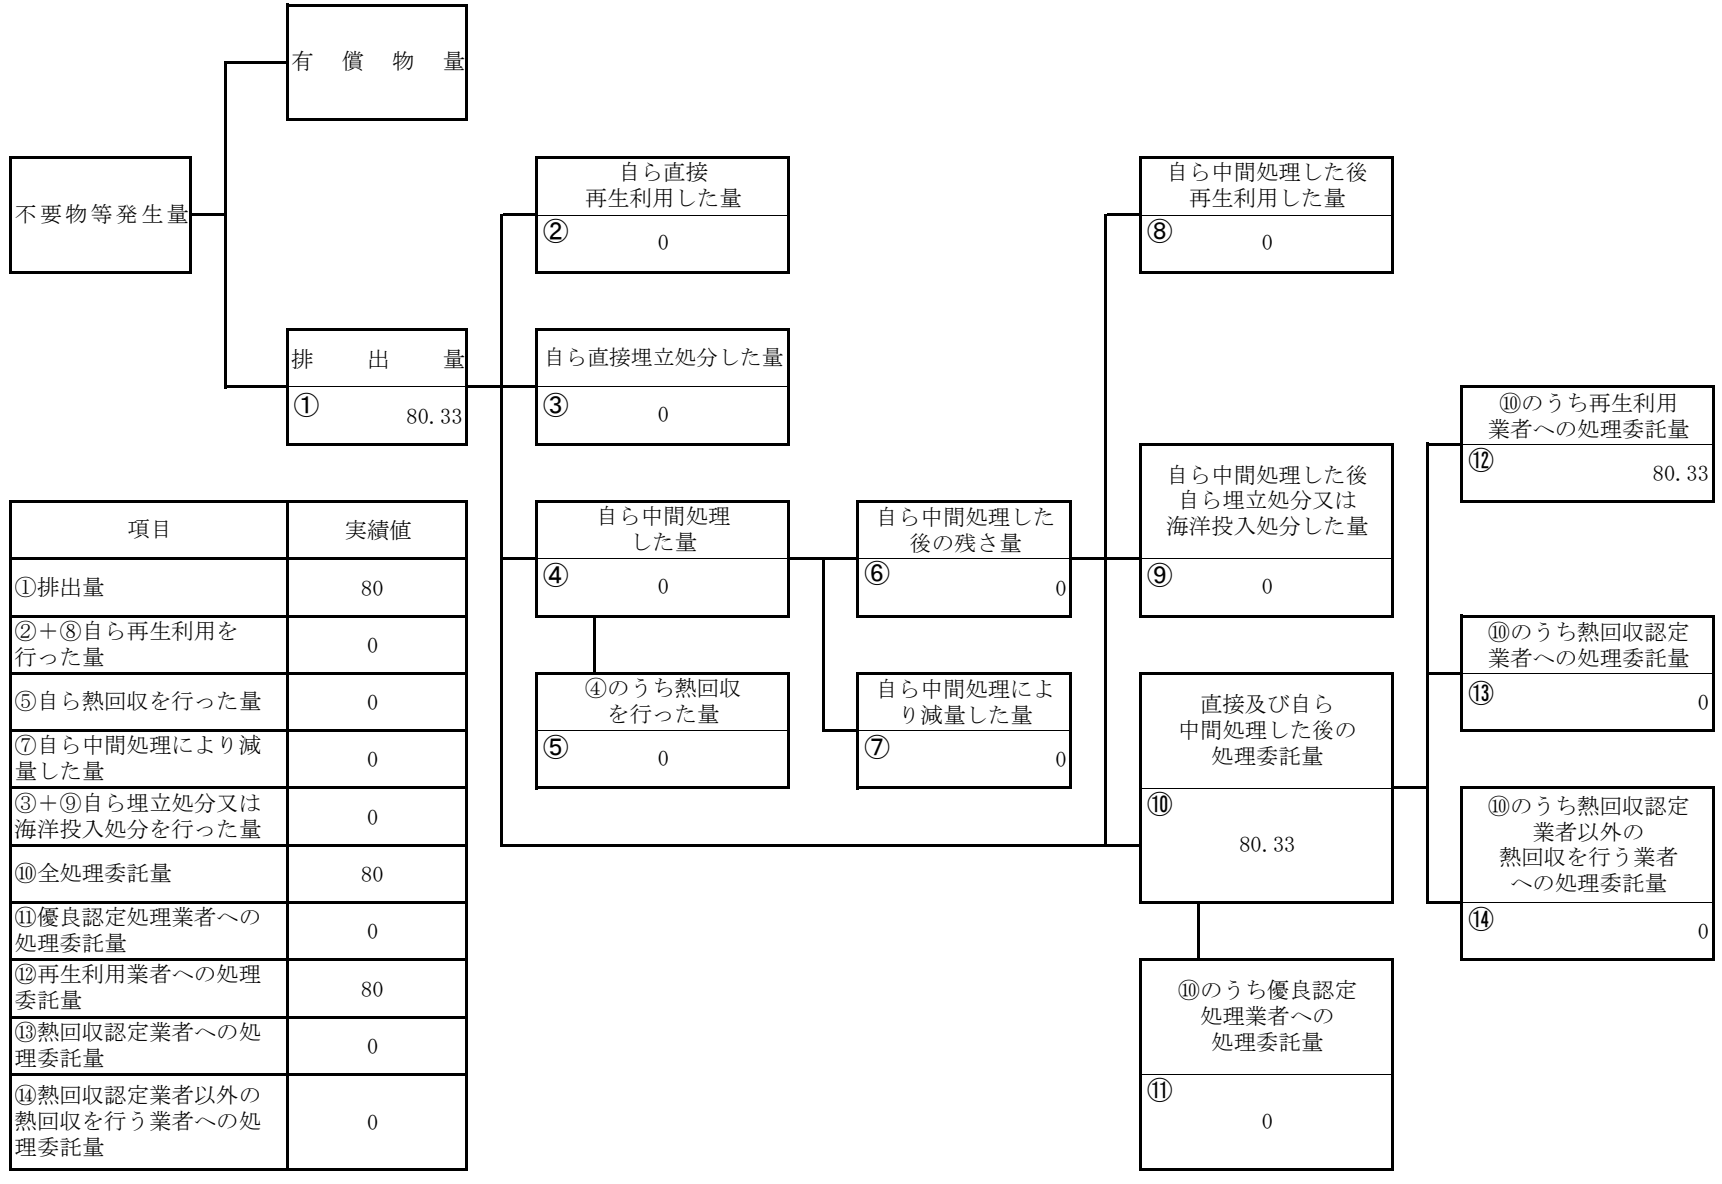 有償物量
不要物等発生量
排出量
①
80.33
自ら直接
再生利用した量
②
0
自ら直接埋立処分した量
③
0
自ら中間処理
した量
④
0
④のうち熱回収
を行った量
⑤
0
自ら中間処理した
後の残さ量
⑥
0
自ら中間処理によ
り減量した量
⑦
0
自ら中間処理した後
再生利用した量
⑧
0
自ら中間処理した後
自ら埋立処分又は
海洋投入処分した量
⑨
0
直接及び自ら
中間処理した後の
処理委託量
⑩
80.33
⑩のうち優良認定
処理業者への
処理委託量
⑪
0
⑩のうち再生利用
業者への処理委託量
⑫
80.33
⑩のうち熱回収認定
業者への処理委託量
⑬
0
⑩のうち熱回収認定
業者以外の
熱回収を行う業者
への処理委託量
⑭
0
項目 実績値
①排出量 80
②＋⑧自ら再生利用を
行った量
0
⑤自ら熱回収を行った量 0
⑦自ら中間処理により減
量した量
0
③＋⑨自ら埋立処分又は
海洋投入処分を行った量
0
⑩全処理委託量 80
⑪優良認定処理業者への
処理委託量
0
⑫再生利用業者への処理
委託量
80
⑬熱回収認定業者への処
理委託量
0
⑭熱回収認定業者以外の
熱回収を行う業者への処
理委託量
0